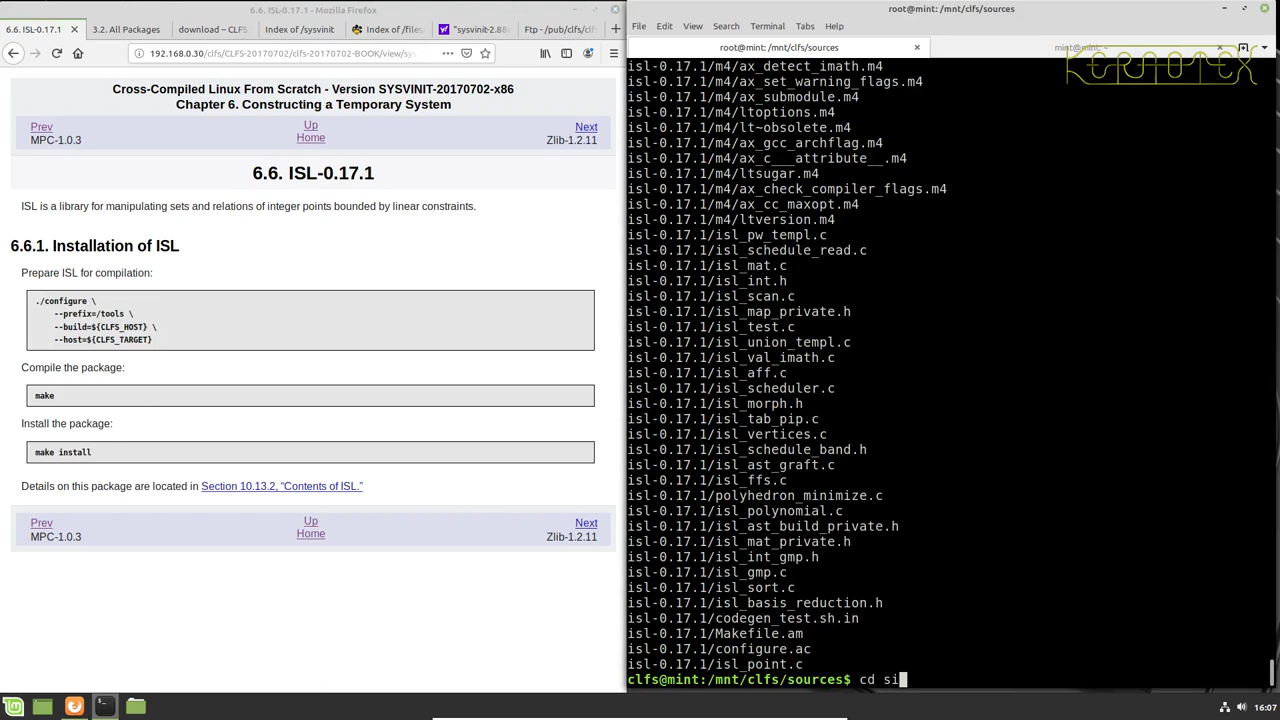 6.6. ISL-0.17.1 - Mozilla Firefox
6.6. ISL-0.17.1
3.2. All Packages
download – CLFS
Index of /sysvinit
Index of /files
"sysvinit-2.88
Ftp - /pub/clfs/con
192.168.0.30/clfs/CLFS-20170702/clfs-20170702-BOOK/view/sys
Cross-Compiled Linux From Scratch - Version SYSVINIT-20170702-x86
Chapter 6. Constructing a Temporary System
Prev
Up
Next
MPC-1.0.3
Home
Zlib-1.2.11
6.6. ISL-0.17.1
ISL is a library for manipulating sets and relations of integer points bounded by linear constraints.
6.6.1. Installation of ISL
Prepare ISL for compilation:
./configure \
--prefix=/tools \
--build=${CLFS_HOST} \
--host=${CLFS_TARGET}
Compile the package:
make
Install the package:
make install
Details on this package are located in Section 10.13.2, “Contents of ISL.”
Prev
Up
Next
MPC-1.0.3
Home
Zlib-1.2.11
root@mint: /mnt/clfs/sources
File Edit View Search Terminal Tabs Help
root@mint: /mnt/clfs/sources
root@mint: ~
KERNOTEX
isl-0.17.1/m4/ax_detect_imath.m4
isl-0.17.1/m4/ax_set_warning_flags.m4
isl-0.17.1/m4/ax_submodule.m4
isl-0.17.1/m4/ltoptions.m4
isl-0.17.1/m4/lt~obsolete.m4
isl-0.17.1/m4/ax_gcc_archflag.m4
isl-0.17.1/m4/ax_c___attribute__.m4
isl-0.17.1/m4/ltsugar.m4
isl-0.17.1/m4/ax_check_compiler_flags.m4
isl-0.17.1/m4/ax_cc_maxopt.m4
isl-0.17.1/m4/ltversion.m4
isl-0.17.1/isl_pw_templ.c
isl-0.17.1/isl_schedule_read.c
isl-0.17.1/isl_mat.c
isl-0.17.1/isl_int.h
isl-0.17.1/isl_scan.c
isl-0.17.1/isl_map_private.h
isl-0.17.1/isl_test.c
isl-0.17.1/isl_union_templ.c
isl-0.17.1/isl_val_imath.c
isl-0.17.1/isl_aff.c
isl-0.17.1/isl_scheduler.c
isl-0.17.1/isl_morph.h
isl-0.17.1/isl_tab_pip.c
isl-0.17.1/isl_vertices.c
isl-0.17.1/isl_schedule_band.h
isl-0.17.1/isl_ast_graft.c
isl-0.17.1/isl_ffs.c
isl-0.17.1/polyhedron_minimize.c
isl-0.17.1/isl_polynomial.c
isl-0.17.1/isl_ast_build_private.h
isl-0.17.1/isl_mat_private.h
isl-0.17.1/isl_int_gmp.h
isl-0.17.1/isl_gmp.c
isl-0.17.1/isl_sort.c
isl-0.17.1/isl_basis_reduction.h
isl-0.17.1/codegen_test.sh.in
isl-0.17.1/Makefile.am
isl-0.17.1/configure.ac
isl-0.17.1/isl_point.c
clfs@mint:/mnt/clfs/sources$ cd si
16:07